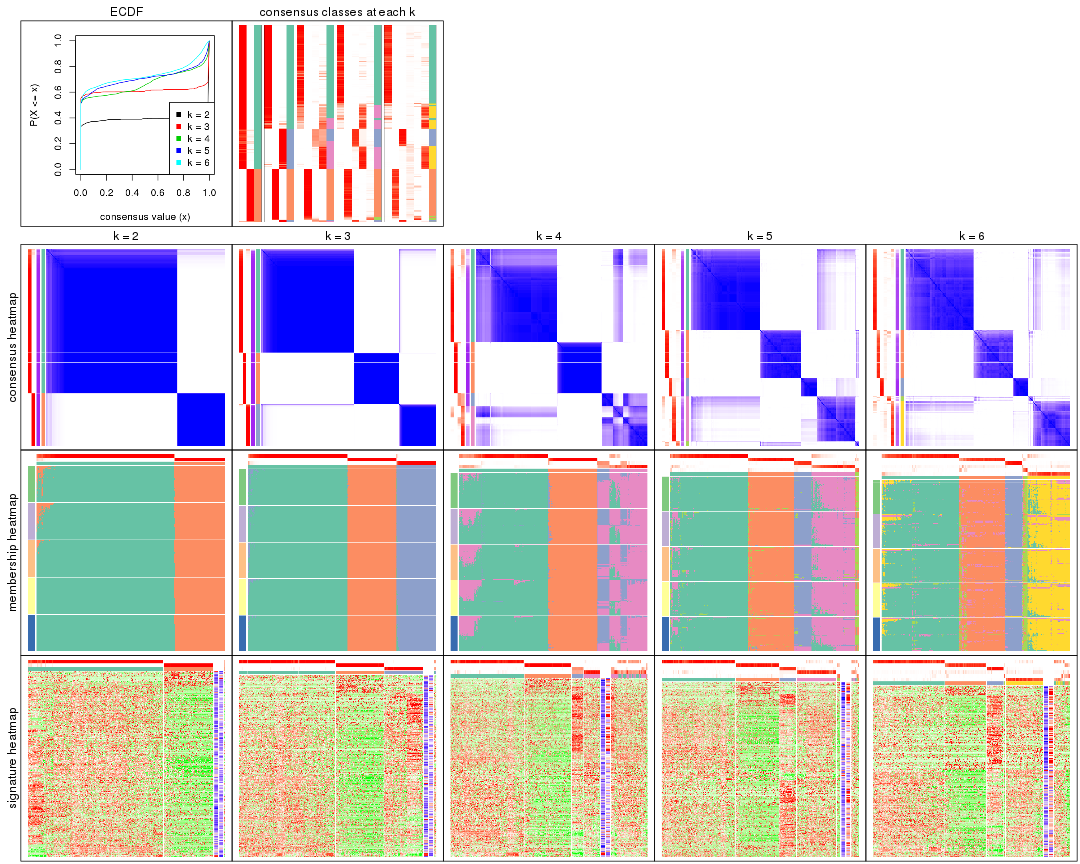 ECDF
consensus classes at each k
P(X <= x)
0.0
0.2
0.4
0.6
0.8
1.0
k = 2
k = 3
k = 4
k = 5
k = 6
0.0 0.2 0.4 0.6 0.8 1.0
consensus value (x)
k = 2
k = 3
k = 4
k = 5
k = 6
consensus heatmap
membership heatmap
signature heatmap